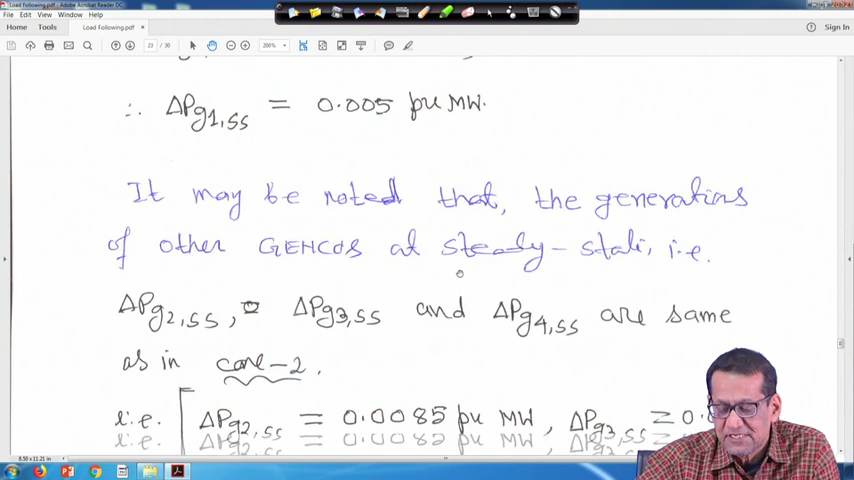 Load Following.pdf - Adobe Acrobat Reader DC
File Edit View Window Help
Home Tools Load Following.pdf × Sign In
23 / 30 200% Share
∴ ΔPg1,ss = 0.005 pu MW.
It may be noted that, the generations
of other GENCOs at steady-state, i.e.
ΔPg2,ss, ΔPg3,ss and ΔPg4,ss are same
as in case-2.
i.e. [ ΔPg2,ss = 0.0085 pu MW, ΔPg3,ss = 0.0
8.50 x 11.21 in